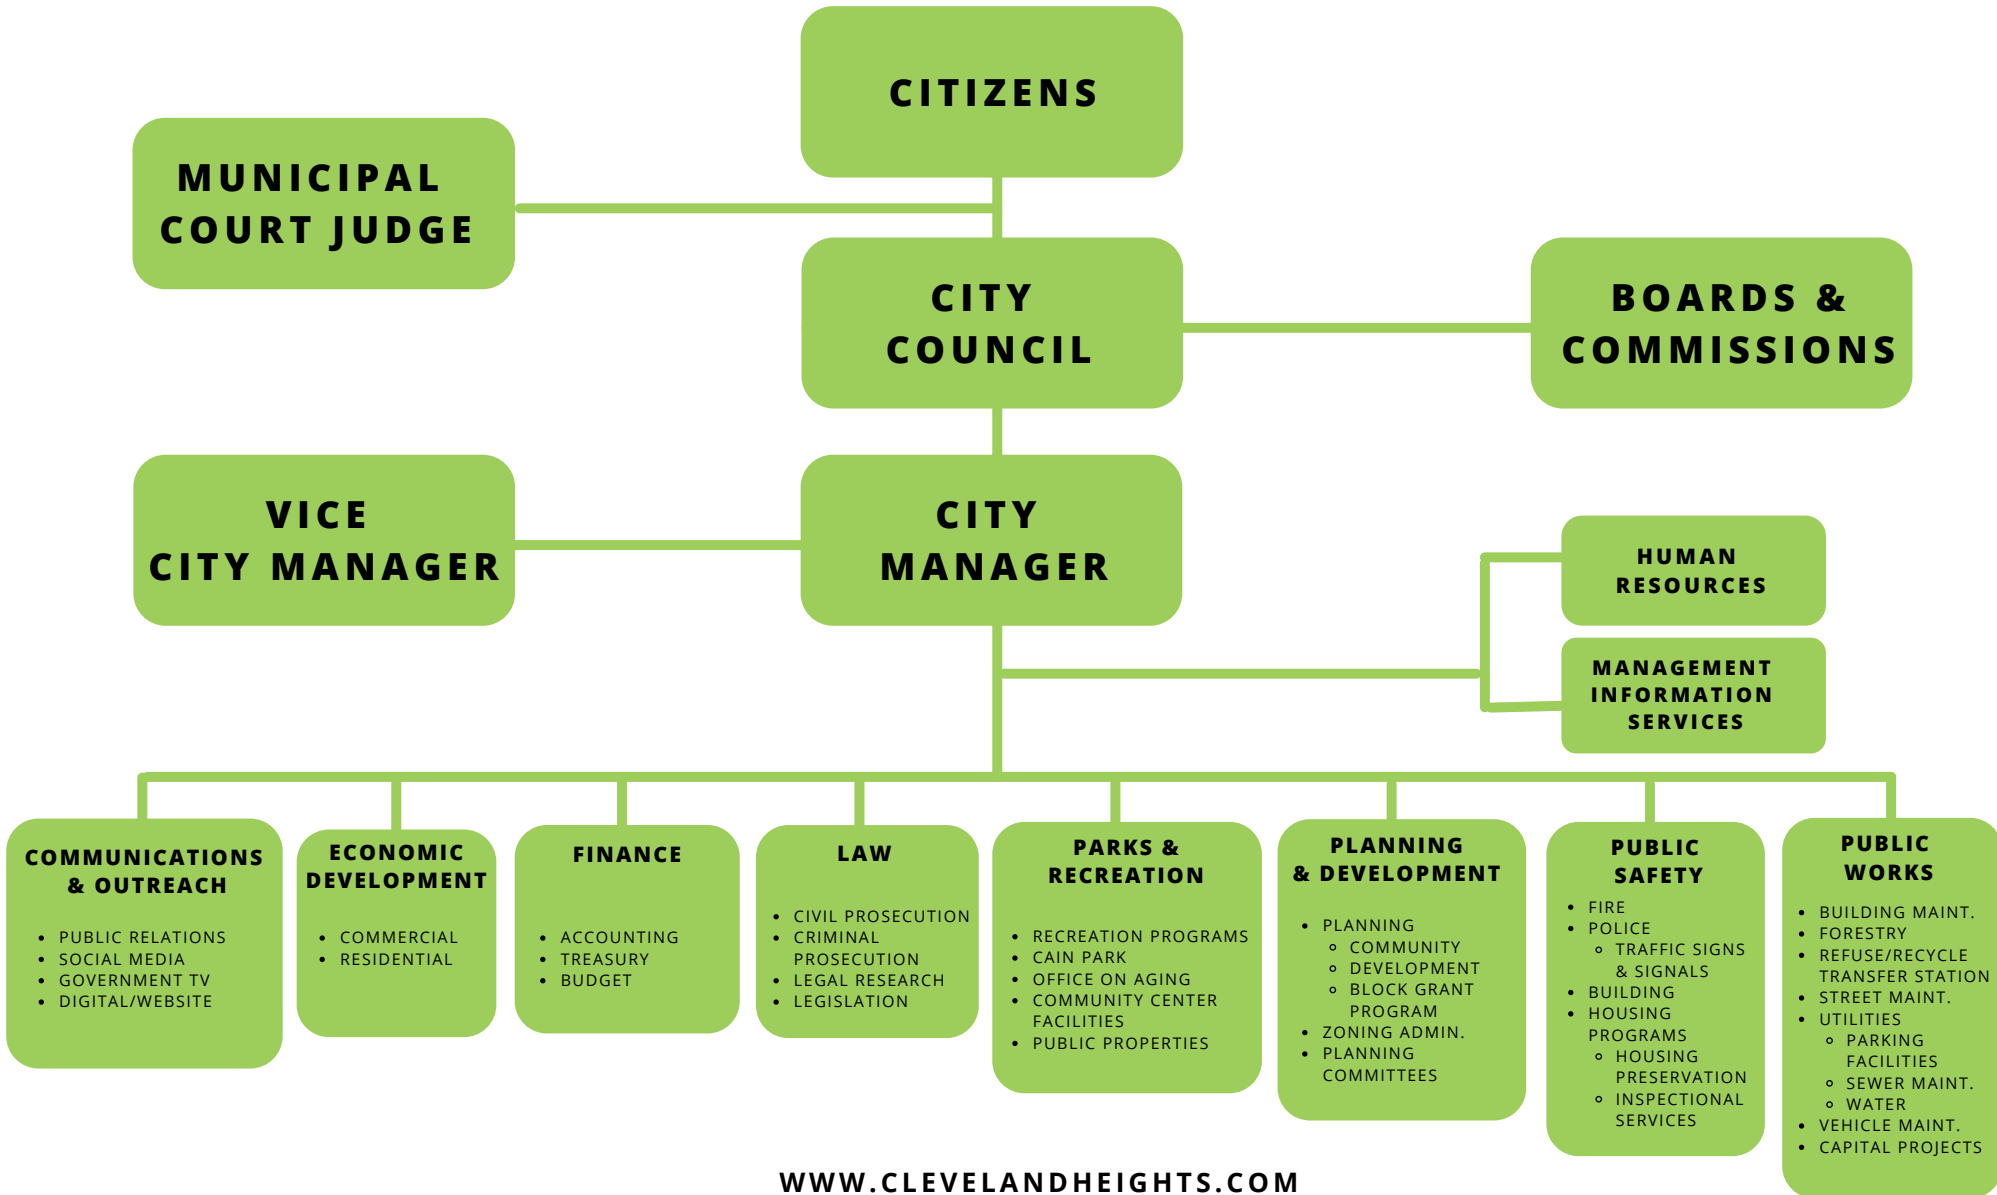 CITIZENS
MUNICIPAL
COURT JUDGE
CITY
COUNCIL
BOARDS &
COMMISSIONS
VICE
CITY MANAGER
CITY
MANAGER
HUMAN
RESOURCES
MANAGEMENT
INFORMATION
SERVICES
COMMUNICATIONS
& OUTREACH
PUBLIC RELATIONS
SOCIAL MEDIA
GOVERNMENT TV
DIGITAL/WEBSITE
ECONOMIC
DEVELOPMENT
COMMERCIAL
RESIDENTIAL
FINANCE
ACCOUNTING
TREASURY
BUDGET
LAW
CIVIL PROSECUTION
CRIMINAL
PROSECUTION
LEGAL RESEARCH
LEGISLATION
PARKS &
RECREATION
RECREATION PROGRAMS
CAIN PARK
OFFICE ON AGING
COMMUNITY CENTER
FACILITIES
PUBLIC PROPERTIES
PLANNING
& DEVELOPMENT
PLANNING
COMMUNITY
DEVELOPMENT
BLOCK GRANT
PROGRAM
ZONING ADMIN.
PLANNING
COMMITTEES
PUBLIC
SAFETY
FIRE
POLICE
TRAFFIC SIGNS
& SIGNALS
BUILDING
HOUSING
PROGRAMS
HOUSING
PRESERVATION
INSPECTIONAL
SERVICES
PUBLIC
WORKS
BUILDING MAINT.
FORESTRY
REFUSE/RECYCLE
TRANSFER STATION
STREET MAINT.
UTILITIES
PARKING
FACILITIES
SEWER MAINT.
WATER
VEHICLE MAINT.
CAPITAL PROJECTS
WWW.CLEVELANDHEIGHTS.COM